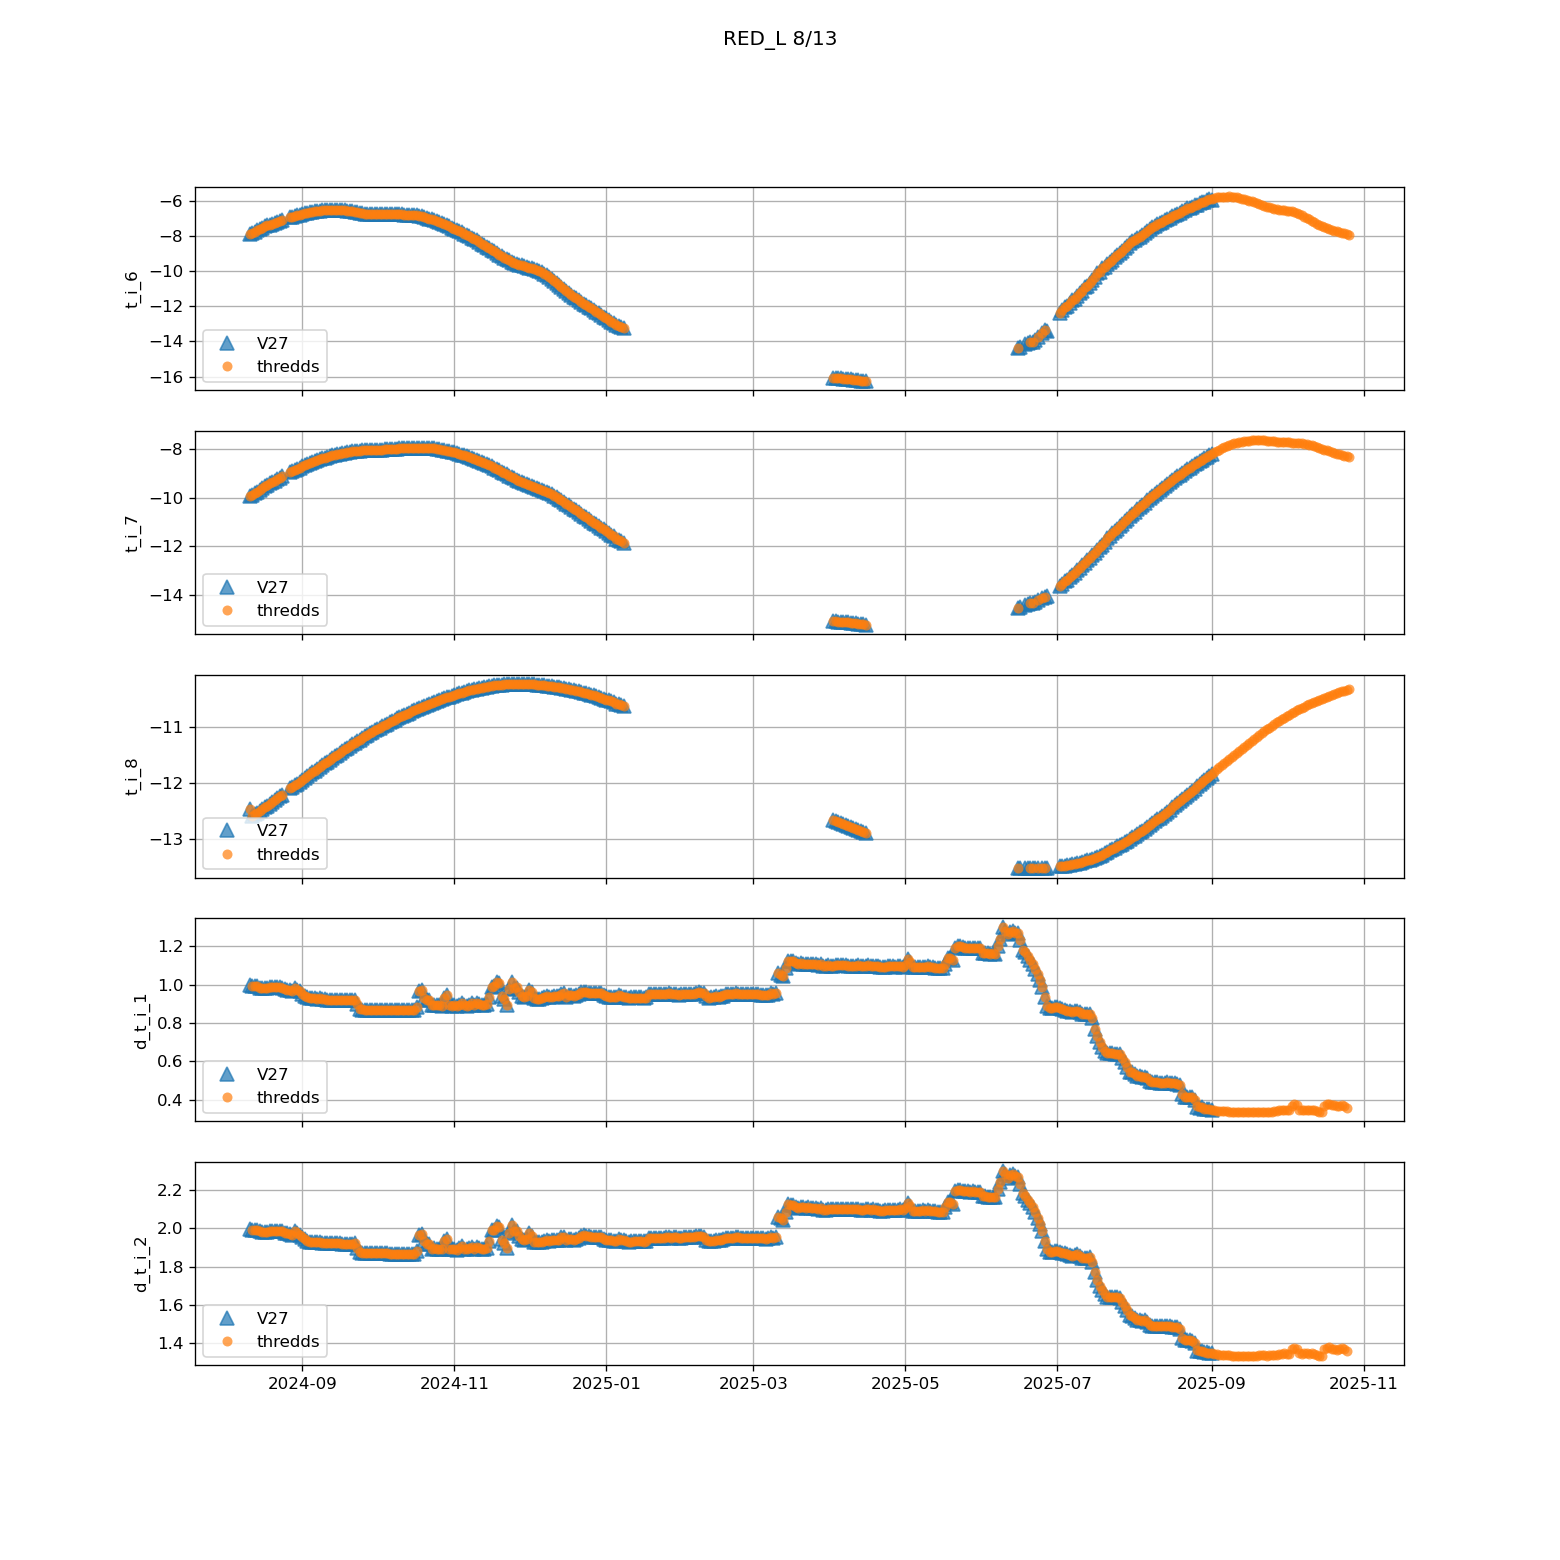 RED_L 8/13
−6
−8
−10
−12
−14
−16
t_i_6
V27
thredds
−8
−10
−12
−14
t_i_7
V27
thredds
−11
−12
−13
t_i_8
V27
thredds
1.2
1.0
0.8
0.6
0.4
d_t_i_1
V27
thredds
2.2
2.0
1.8
1.6
1.4
d_t_i_2
V27
thredds
2024-09 2024-11 2025-01 2025-03 2025-05 2025-07 2025-09 2025-11